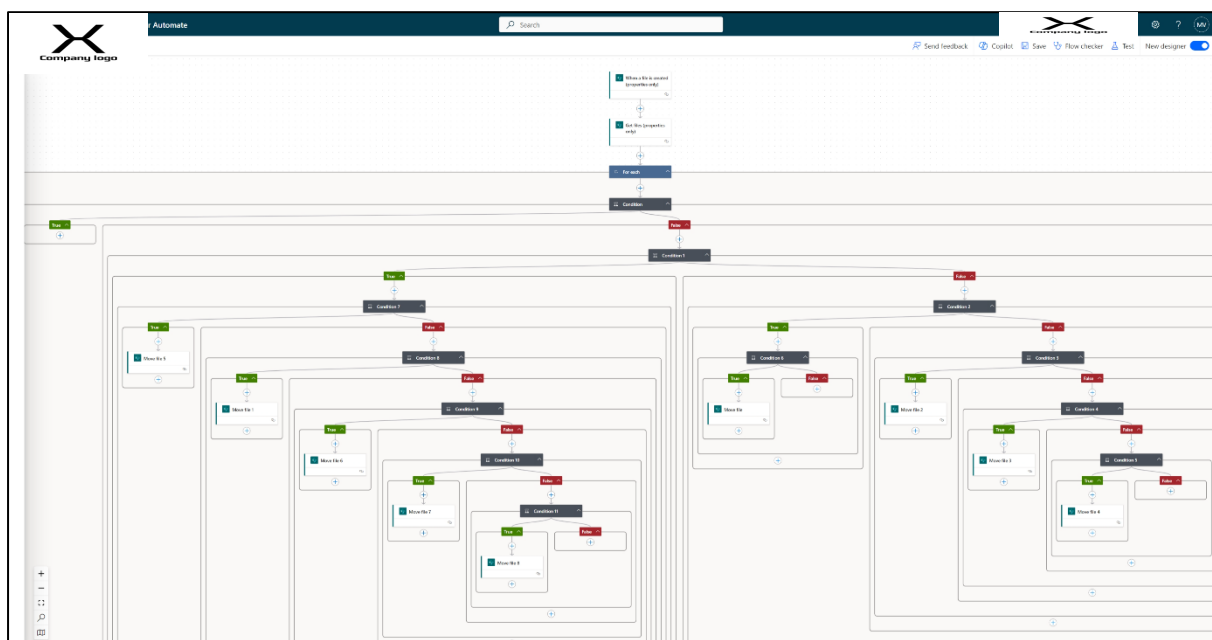 Company logo
r Automate
Search
Company logo
MV
Send feedback
Copilot
Save
Flow checker
Test
New designer
When a file is created
(properties only)
Get files (properties
only)
For each
Condition
True
False
Condition 1
True
False
Condition 7
Condition 2
True
False
True
False
Move file 5
Condition 8
Condition 6
Condition 3
True
False
True
False
True
False
Move file 1
Condition 9
Move file
Move file 2
Condition 4
True
False
True
False
Move file 6
Condition 10
Move file 3
Condition 5
True
False
True
False
Move file 7
Condition 11
Move file 4
True
False
Move file 8